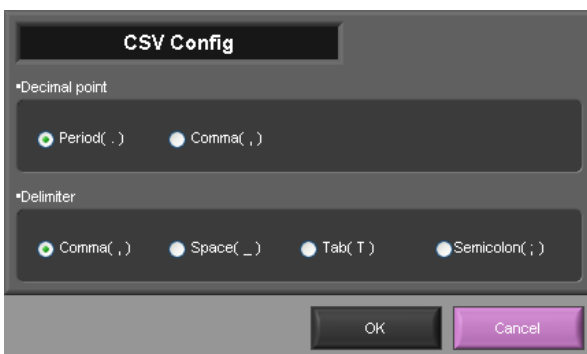 CSV Config
▪Decimal point
Period( . ) Comma( , )
▪Delimiter
Comma( , ) Space( _ ) Tab( T ) Semicolon( ; )
OK Cancel